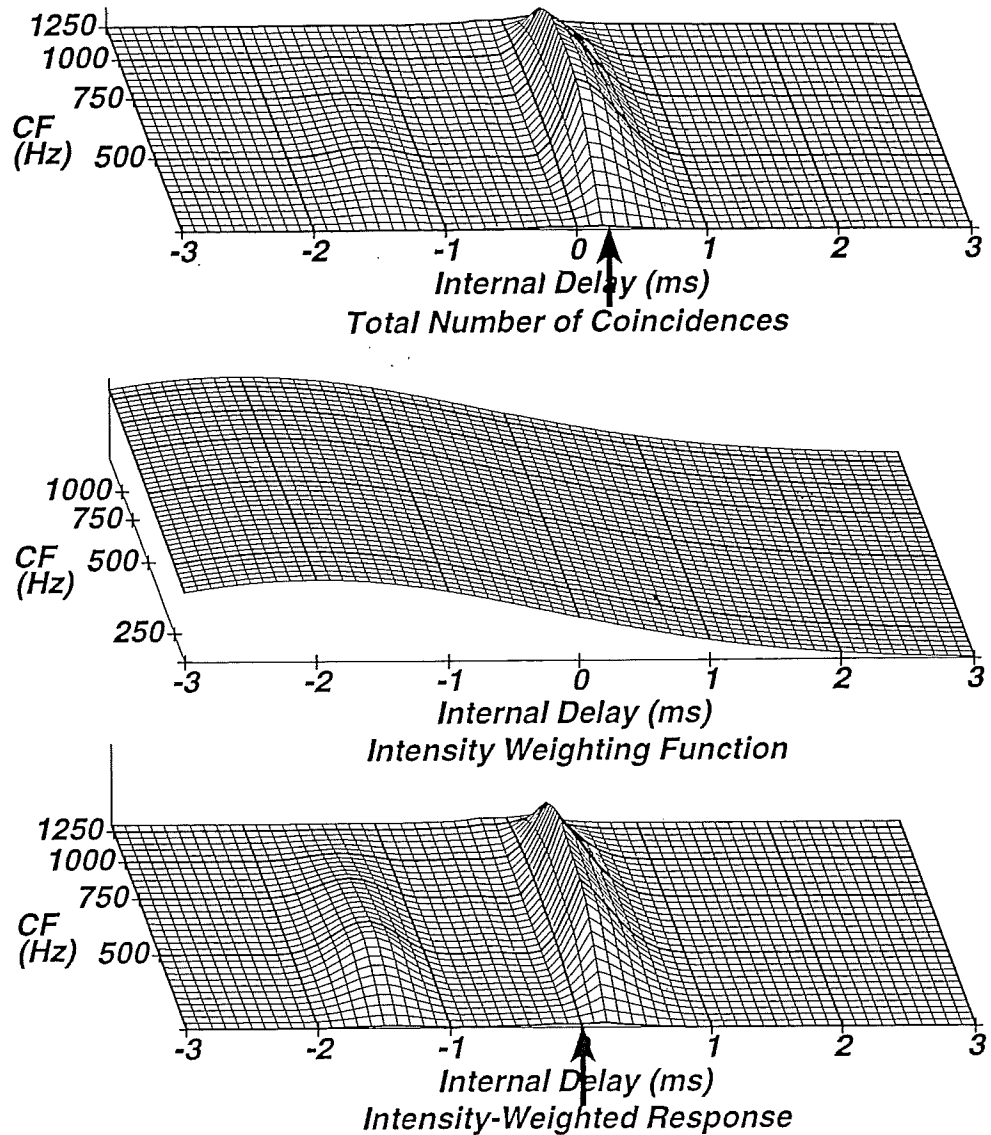 1250
1000
750
CF
(Hz) 500
-3 -2 -1 0 1 2 3
Internal Delay (ms)
Total Number of Coincidences
1000
750
CF 500
(Hz)
250
-3 -2 -1 0 1 2 3
Internal Delay (ms)
Intensity Weighting Function
1250
1000
750
CF
(Hz) 500
-3 -2 -1 0 1 2 3
Internal Delay (ms)
Intensity-Weighted Response